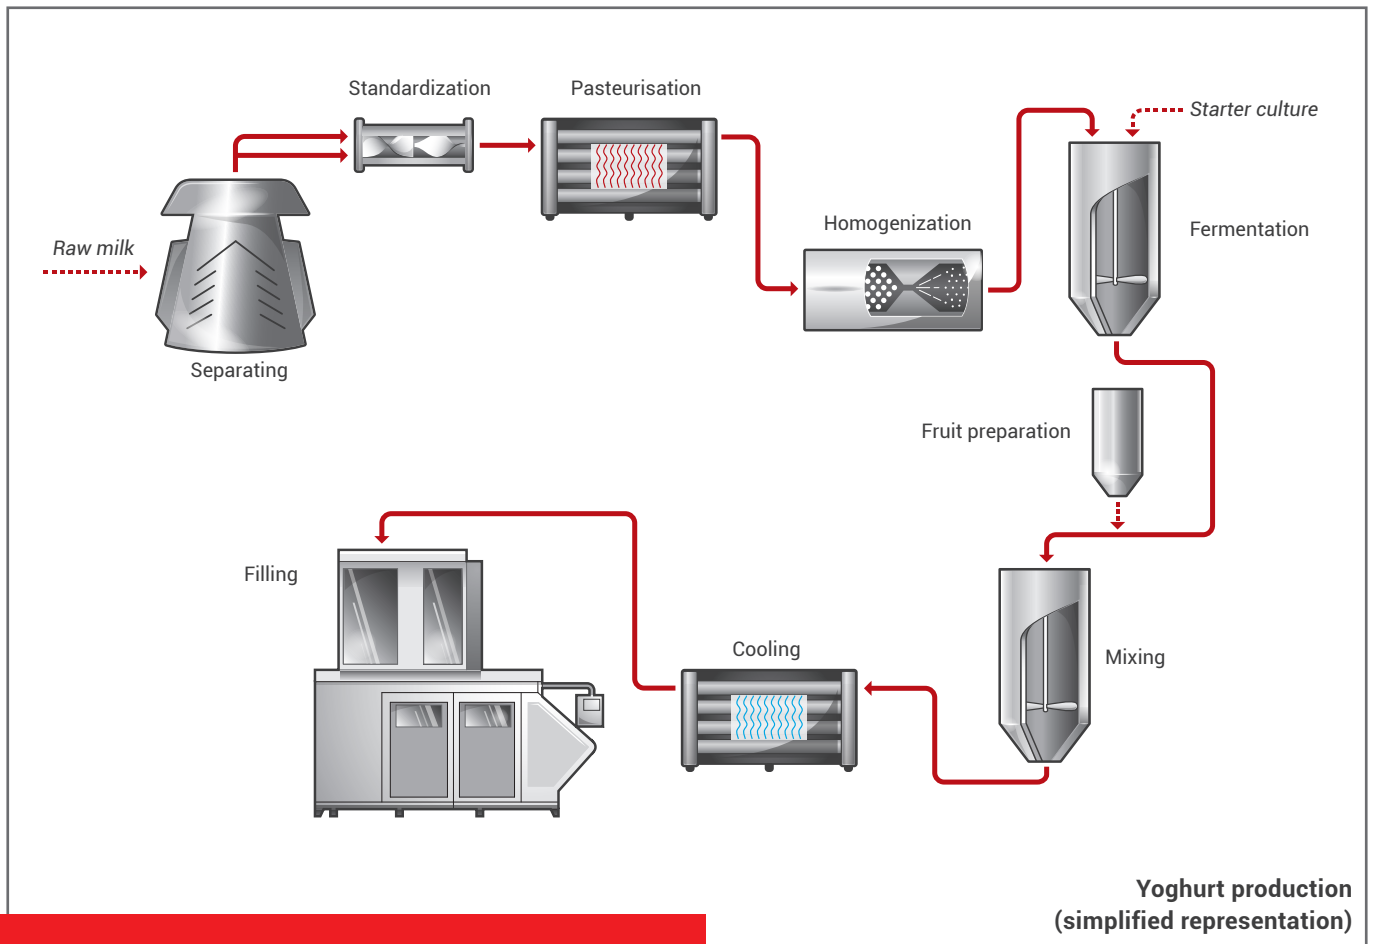 Standardization
Pasteurisation
Starter culture
Raw milk
Homogenization
Fermentation
Separating
Fruit preparation
Filling
Cooling
Mixing
Yoghurt production
(simplified representation)